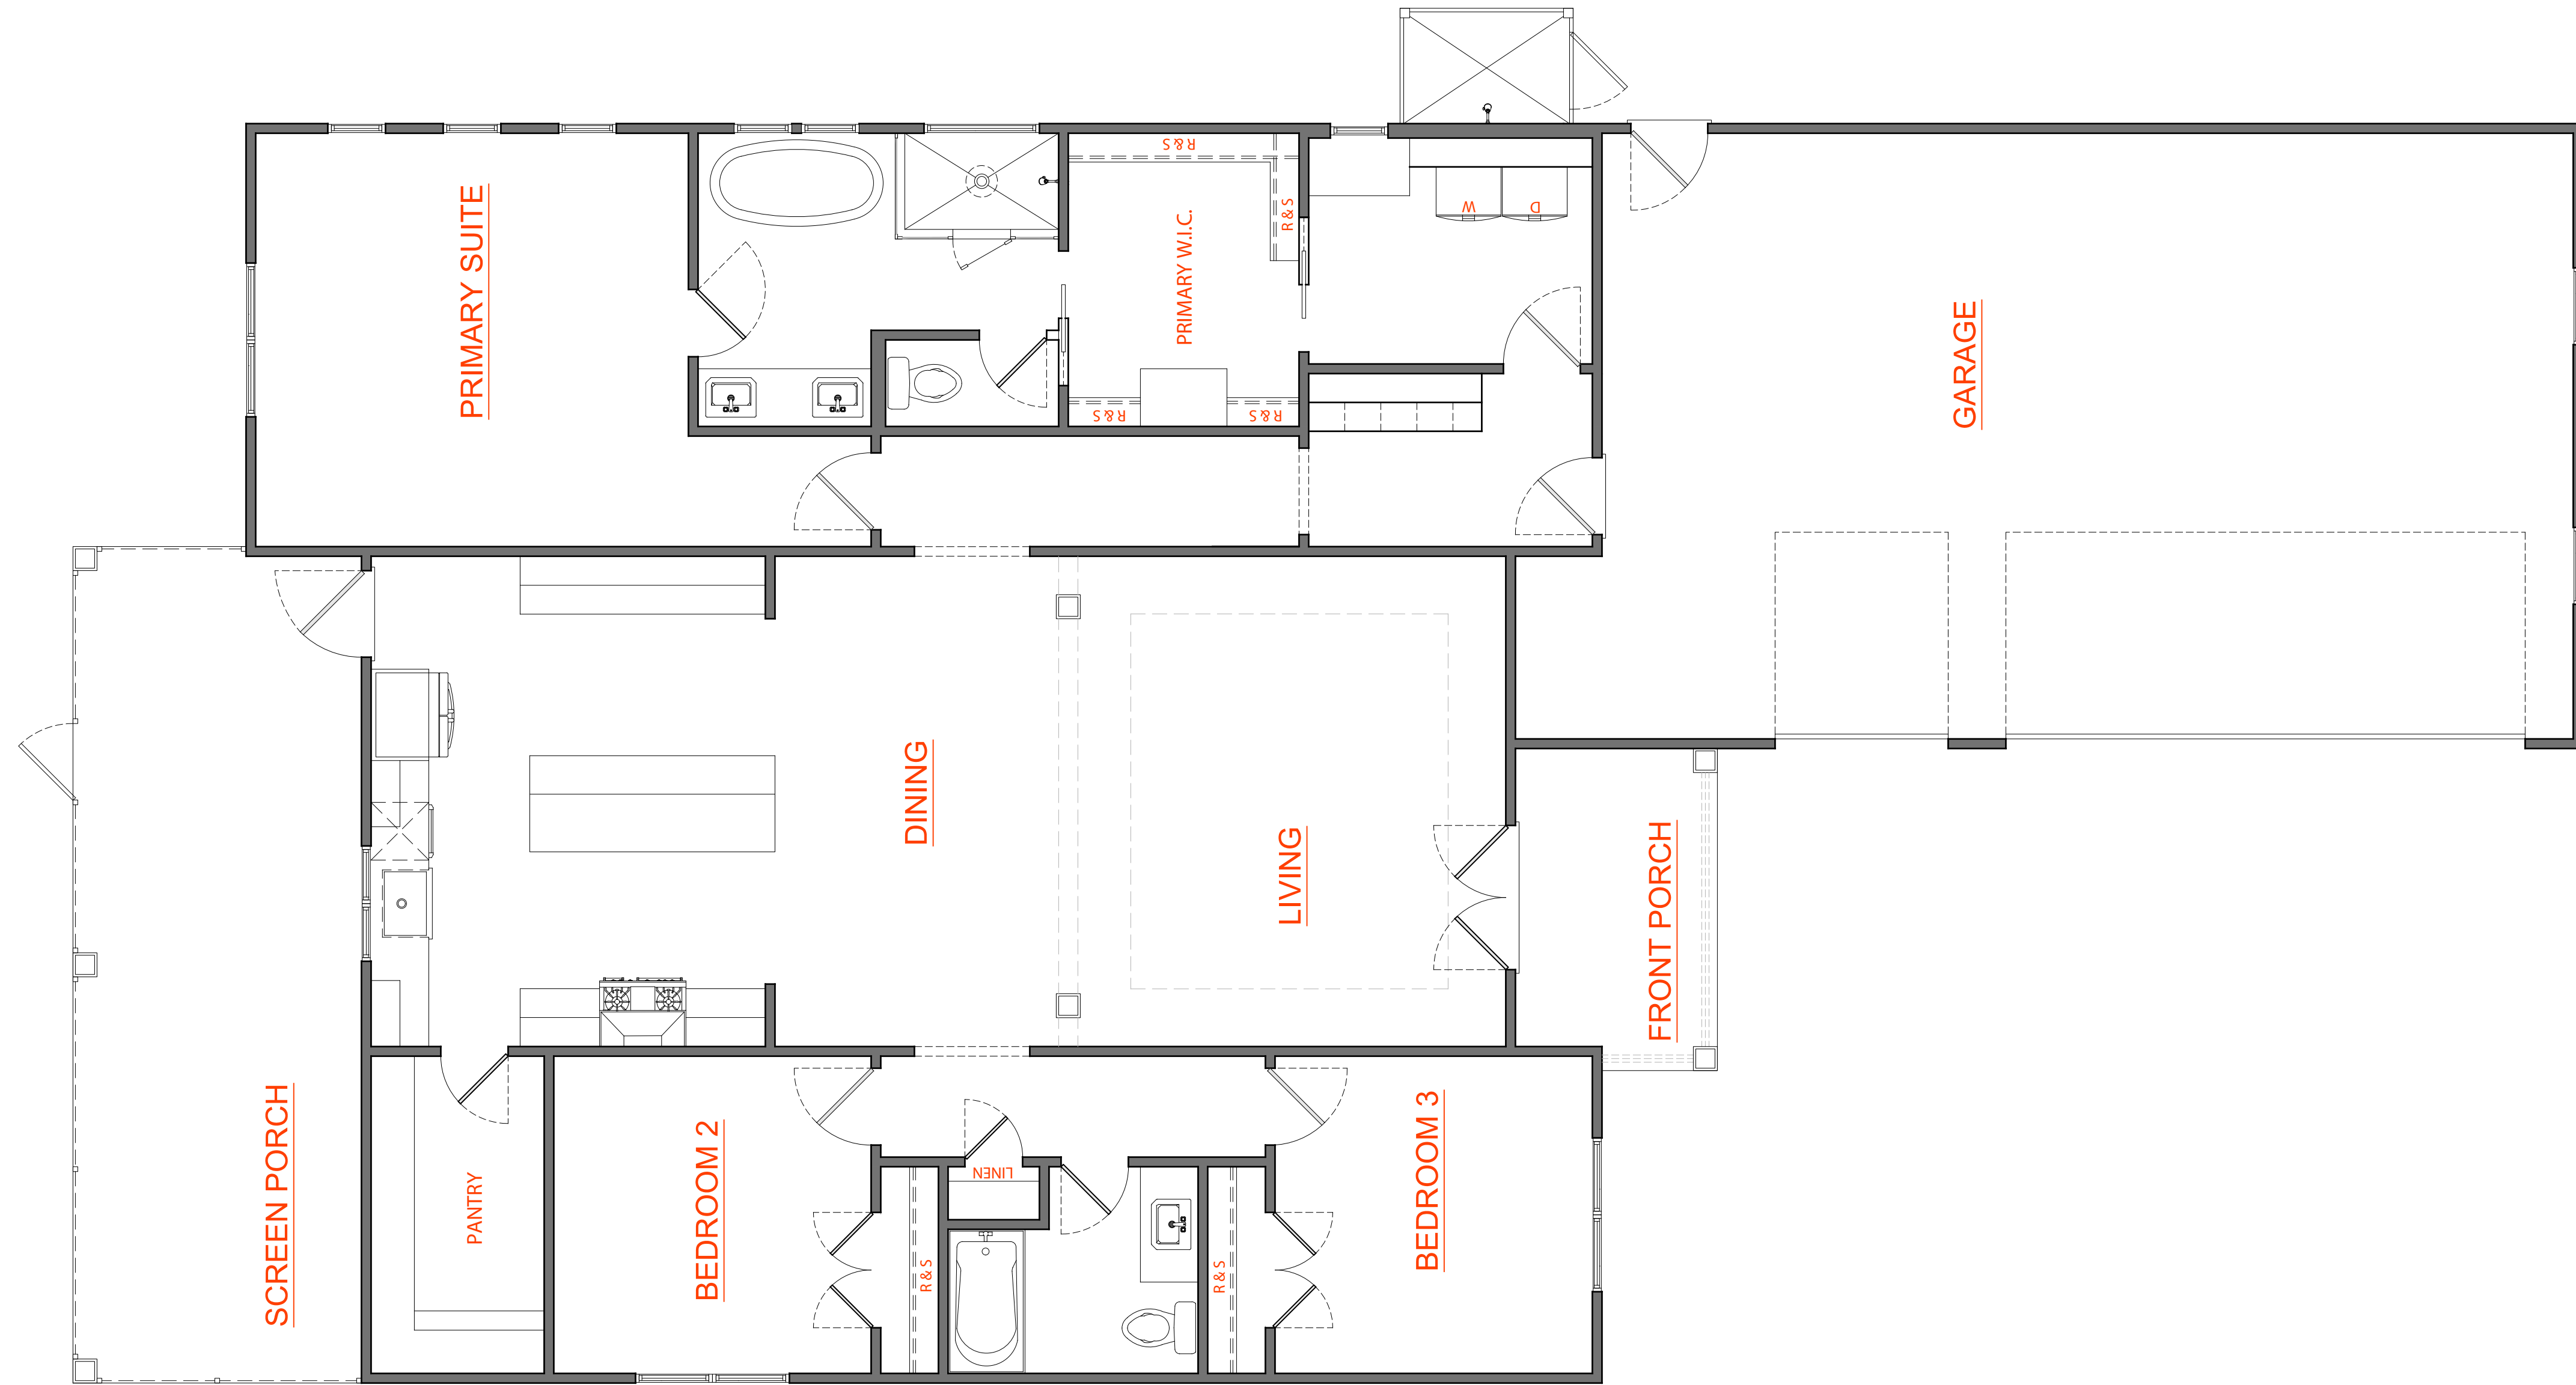 PRIMARY SUITE
R&S
R&S
PRIMARY W.I.C.
R&S
R&S
W
D
GARAGE
DINING
LIVING
FRONT PORCH
SCREEN PORCH
PANTRY
BEDROOM 2
LINEN
R&S
R&S
BEDROOM 3